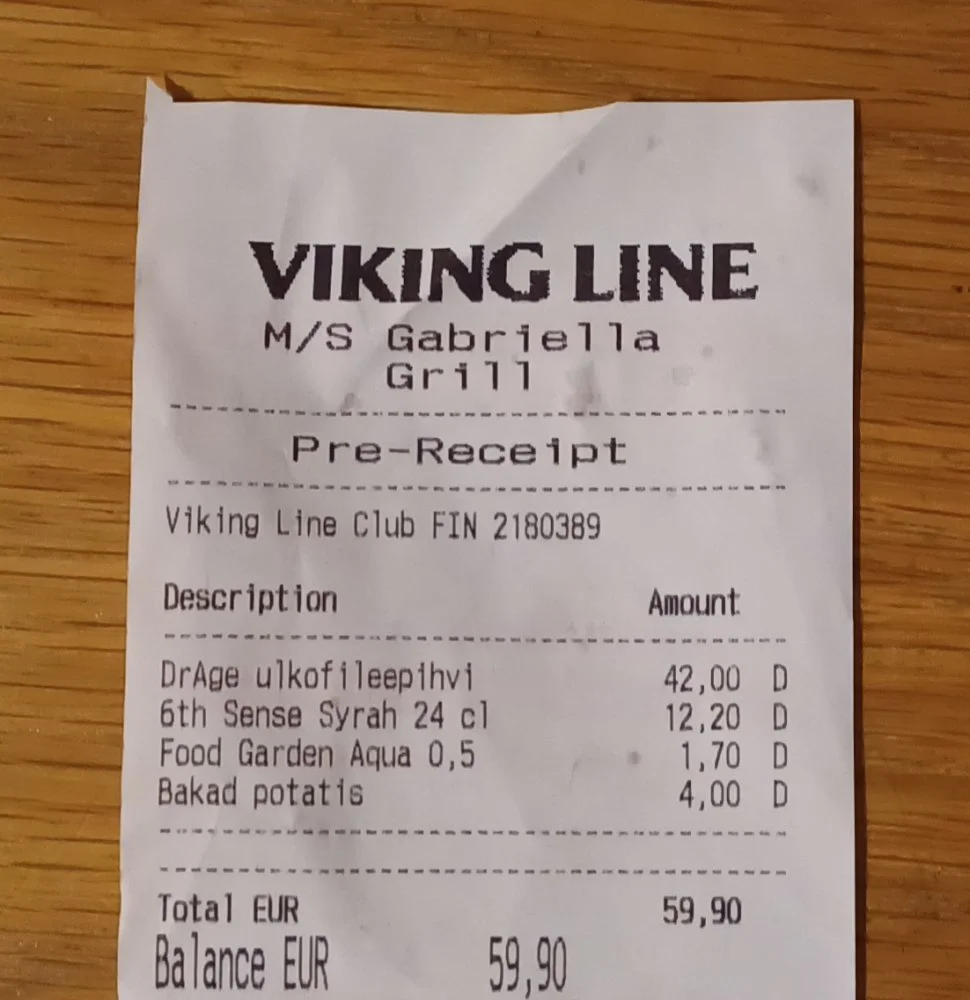 VIKING LINE
M/S Gabriella
Grill
Pre-Receipt
Viking Line Club FIN 2180389
Description Amount
DrAge ulkofileepihvi 42,00 D
6th Sense Syrah 24 cl 12,20 D
Food Garden Aqua 0,5 1,70 D
Bakad potatis 4,00 D
Total EUR 59,90
Balance EUR 59,90